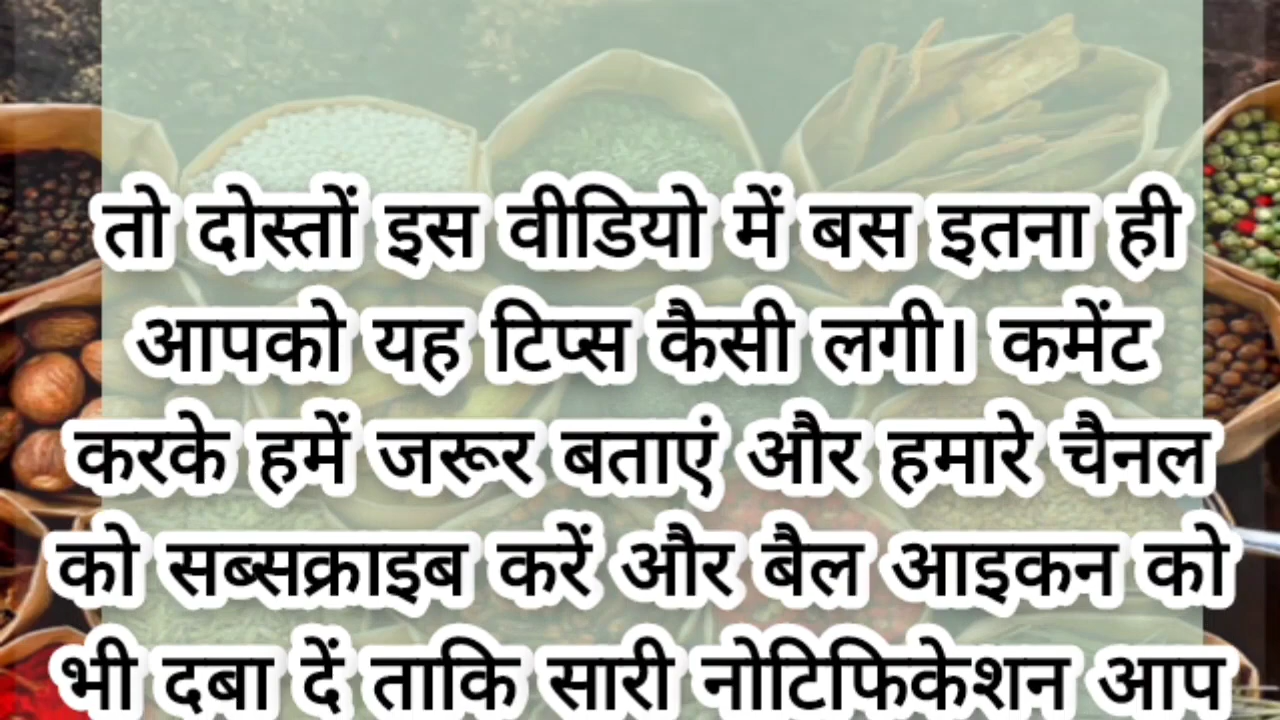 तो दोस्तों इस वीडियो में बस इतना ही
आपको यह टिप्स कैसी लगी। कमेंट
करके हमें जरूर बताएं और हमारे चैनल
को सब्सक्राइब करें और बैल आइकन को
भी दबा दें ताकि सारी नोटिफिकेशन आप